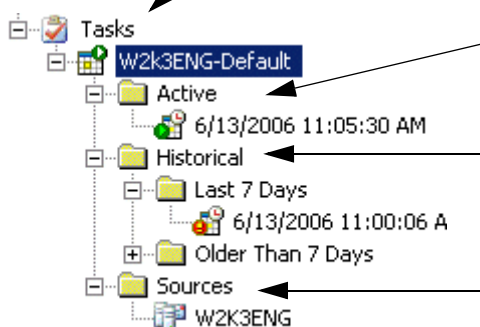 Tasks
W2k3ENG-Default
Active
6/13/2006 11:05:30 AM
Historical
Last 7 Days
6/13/2006 11:00:06 A
Older Than 7 Days
Sources
W2K3ENG